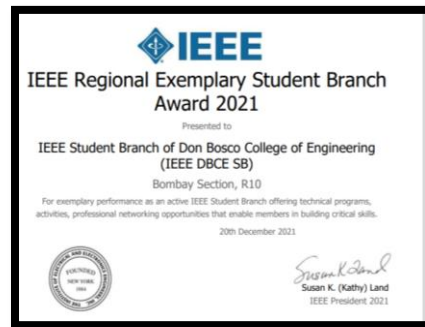 IEEE
IEEE Regional Exemplary Student Branch
Award 2021
Presented to
IEEE Student Branch of Don Bosco College of Engineering
(IEEE DBCE SB)
Bombay Section, R10
For exemplary performance as an active IEEE Student Branch offering technical programs,
activities, professional networking opportunities that enable members in building critical skills.
20th December 2021
FOUNDED
NEW YORK
1884
Susan K. Land
Susan K. (Kathy) Land
IEEE President 2021